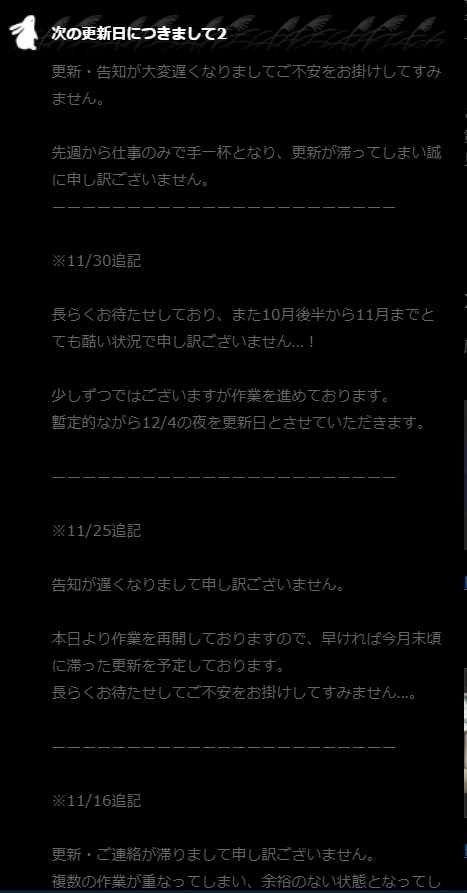 次の更新日につきまして2
更新・告知が大変遅くなりましてご不安をお掛けしてすみ
ません。
先週から仕事のみで手一杯となり、更新が滞ってしまい誠
に申し訳ございません。
ーーーーーーーーーーーーーーーーーーーーーーー
※11/30追記
長らくお待たせしており、また10月後半から11月までと
ても酷い状況で申し訳ございません…！
少しずつではございますが作業を進めております。
暫定的ながら12/4の夜を更新日とさせていただきます。
ーーーーーーーーーーーーーーーーーーーーーーー
※11/25追記
告知が遅くなりまして申し訳ございません。
本日より作業を再開しておりますので、早ければ今月末頃
に滞った更新を予定しております。
長らくお待たせしてご不安をお掛けしてすみません…。
ーーーーーーーーーーーーーーーーーーーーーーー
※11/16追記
更新・ご連絡が滞りまして申し訳ございません。
複数の作業が重なってしまい、余裕のない状態となってし